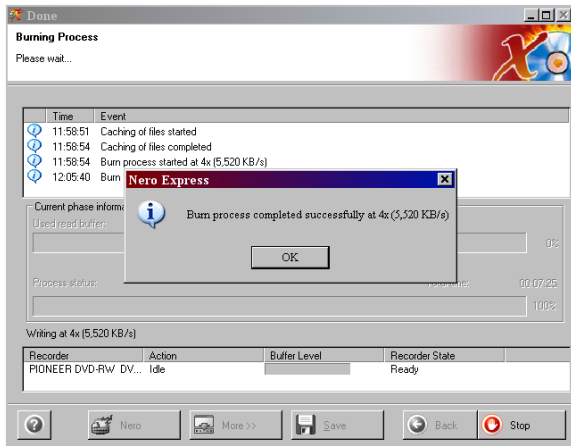 Done
Burning Process
Please wait...
Time Event
11:58:51 Caching of files started
11:58:54 Caching of files completed
11:58:54 Burn process started at 4x (5,520 KB/s)
12:05:40 Burn
Nero Express
Burn process completed successfully at 4x (5,520 KB/s)
OK
Current phase
Used read buffer:
0%
Process status:
00:07:25
100%
Writing at 4x (5,520 KB/s)
Recorder Action Buffer Level Recorder State
PIONEER DVD-RW DV... Idle Ready
Nero More >> Save Back Stop